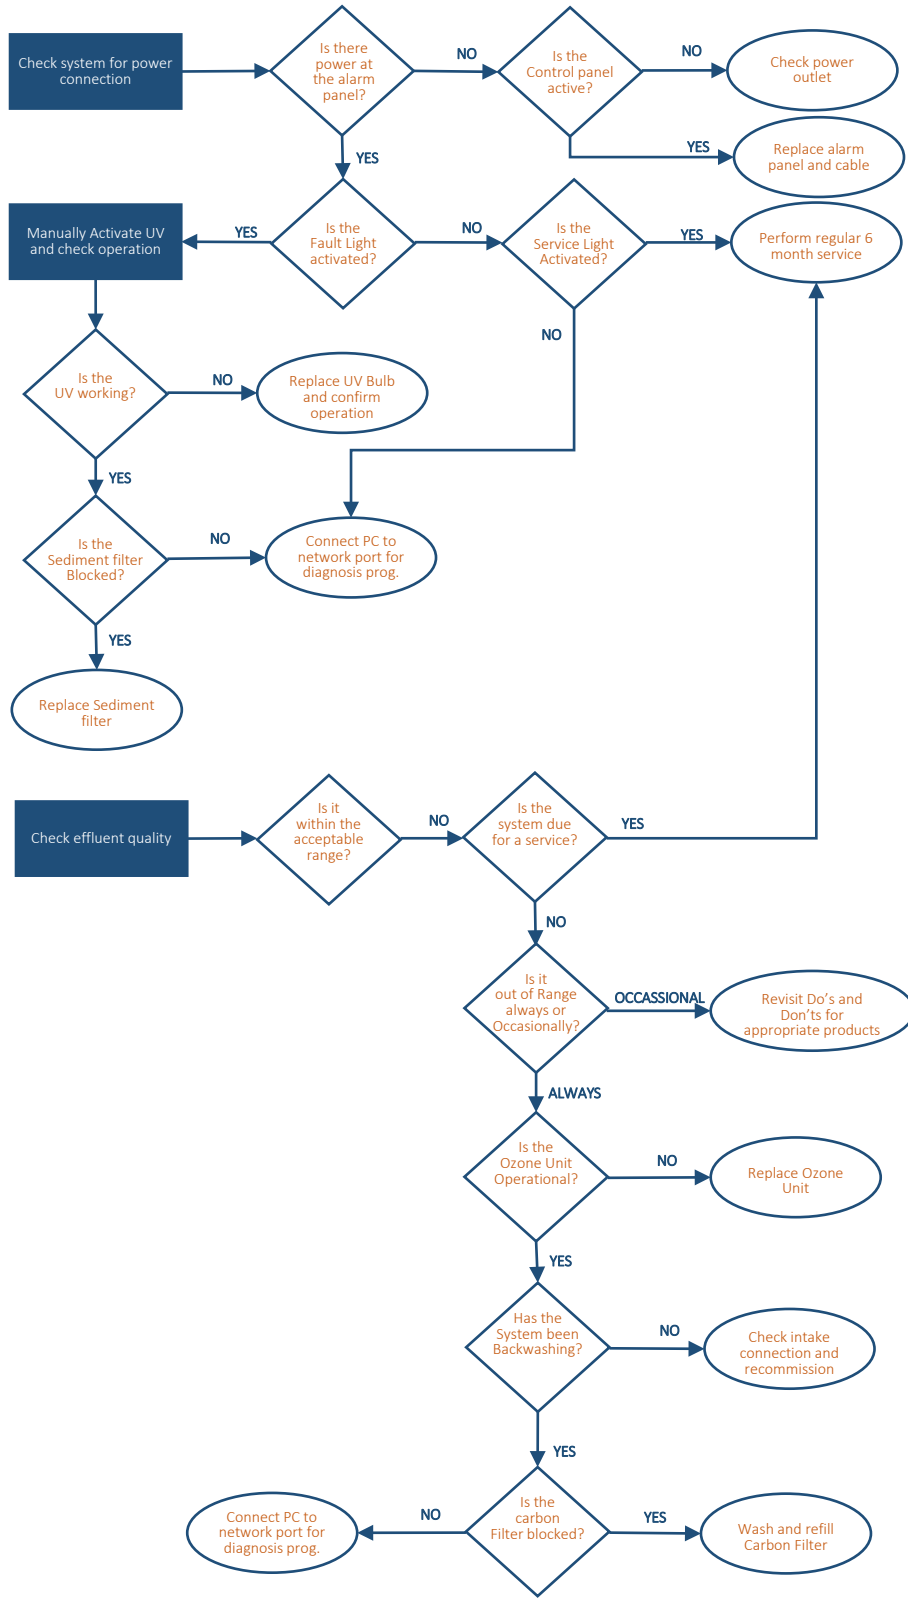 Check system for power
connection
Is there
power at
the alarm
panel?
NO
Is the
Control panel
active?
NO
Check power
outlet
YES
Replace alarm
panel and cable
YES
Manually Activate UV
and check operation
YES
Is the
Fault Light
activated?
NO
Is the
Service Light
Activated?
YES
Perform regular 6
month service
NO
Is the
UV working?
NO
Replace UV Bulb
and confirm
operation
YES
Is the
Sediment filter
Blocked?
NO
Connect PC to
network port for
diagnosis prog.
YES
Replace Sediment
filter
Check effluent quality
Is it
within the
acceptable
range?
NO
Is the
system due
for a service?
YES
NO
Is it
out of Range
always or
Occasionally?
OCCASSIONAL
Revisit Do’s and
Don’ts for
appropriate products
ALWAYS
Is the
Ozone Unit
Operational?
NO
Replace Ozone
Unit
YES
Has the
System been
Backwashing?
NO
Check intake
connection and
recommission
YES
Connect PC to
network port for
diagnosis prog.
NO
Is the
carbon
Filter blocked?
YES
Wash and refill
Carbon Filter